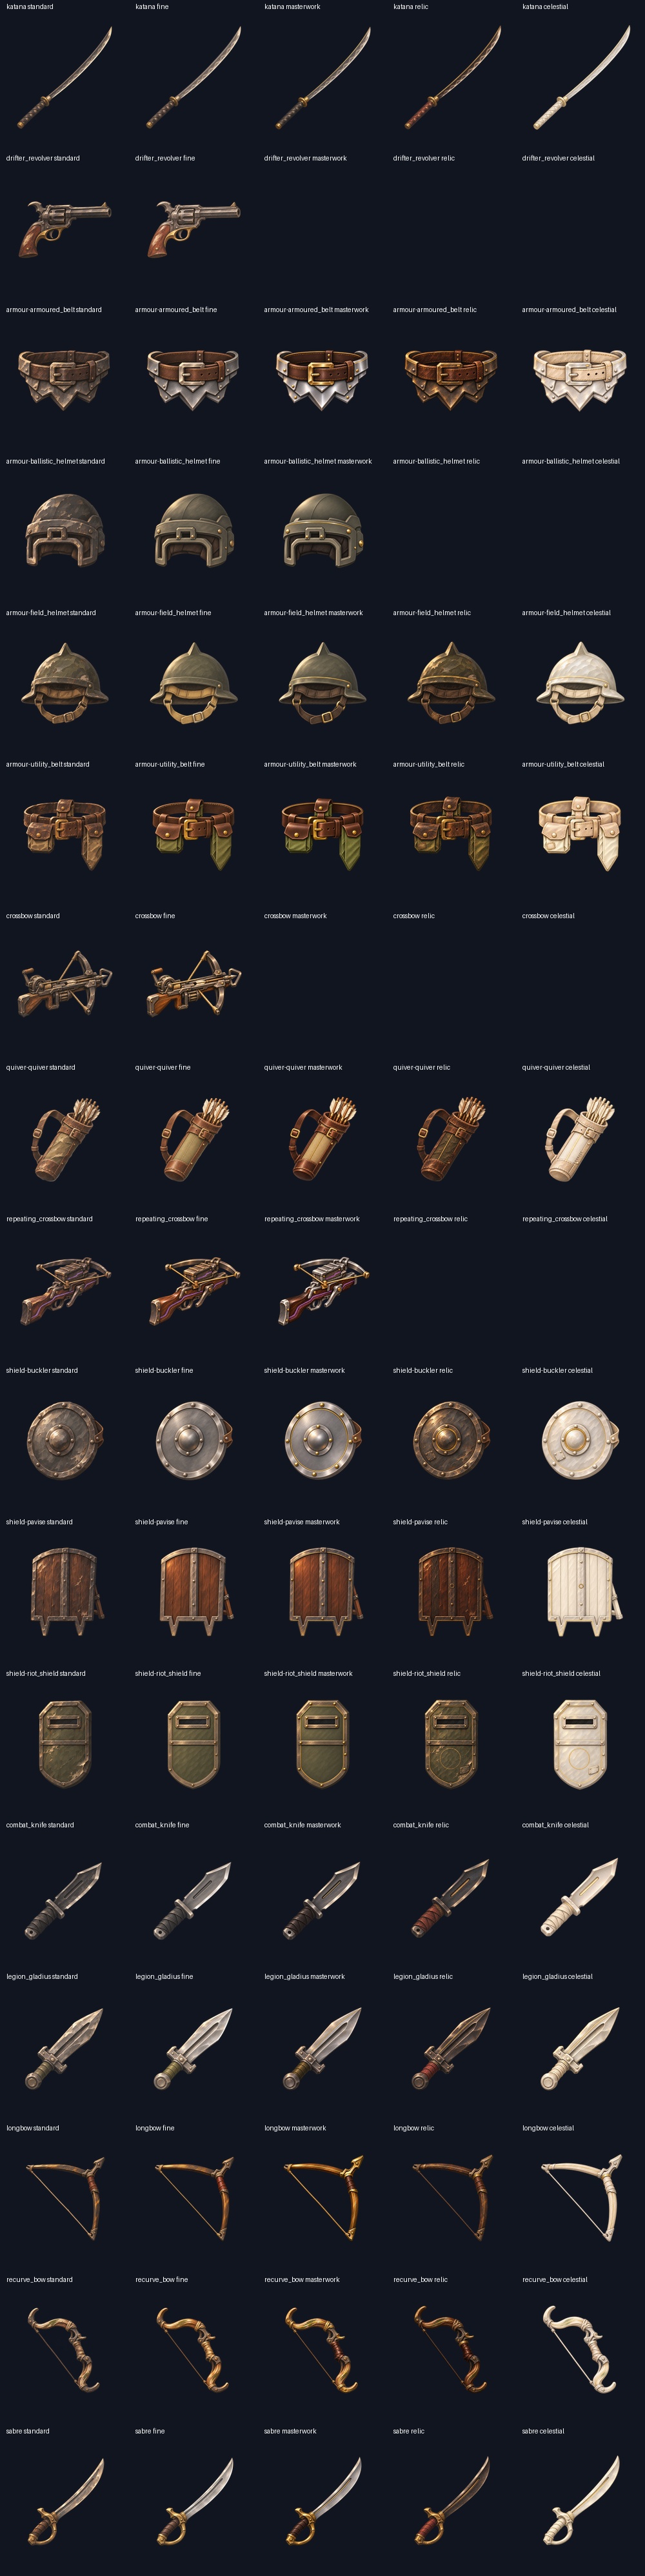 katana standard katana fine katana masterwork katana relic katana celestial
drifter_revolver standard drifter_revolver fine drifter_revolver masterwork drifter_revolver relic drifter_revolver celestial
armour-armoured_belt standard armour-armoured_belt fine armour-armoured_belt masterwork armour-armoured_belt relic armour-armoured_belt celestial
armour-ballistic_helmet standard armour-ballistic_helmet fine armour-ballistic_helmet masterwork armour-ballistic_helmet relic armour-ballistic_helmet celestial
armour-field_helmet standard armour-field_helmet fine armour-field_helmet masterwork armour-field_helmet relic armour-field_helmet celestial
armour-utility_belt standard armour-utility_belt fine armour-utility_belt masterwork armour-utility_belt relic armour-utility_belt celestial
crossbow standard crossbow fine crossbow masterwork crossbow relic crossbow celestial
quiver-quiver standard quiver-quiver fine quiver-quiver masterwork quiver-quiver relic quiver-quiver celestial
repeating_crossbow standard repeating_crossbow fine repeating_crossbow masterwork repeating_crossbow relic repeating_crossbow celestial
shield-buckler standard shield-buckler fine shield-buckler masterwork shield-buckler relic shield-buckler celestial
shield-pavise standard shield-pavise fine shield-pavise masterwork shield-pavise relic shield-pavise celestial
shield-riot_shield standard shield-riot_shield fine shield-riot_shield masterwork shield-riot_shield relic shield-riot_shield celestial
combat_knife standard combat_knife fine combat_knife masterwork combat_knife relic combat_knife celestial
legion_gladius standard legion_gladius fine legion_gladius masterwork legion_gladius relic legion_gladius celestial
longbow standard longbow fine longbow masterwork longbow relic longbow celestial
recurve_bow standard recurve_bow fine recurve_bow masterwork recurve_bow relic recurve_bow celestial
sabre standard sabre fine sabre masterwork sabre relic sabre celestial